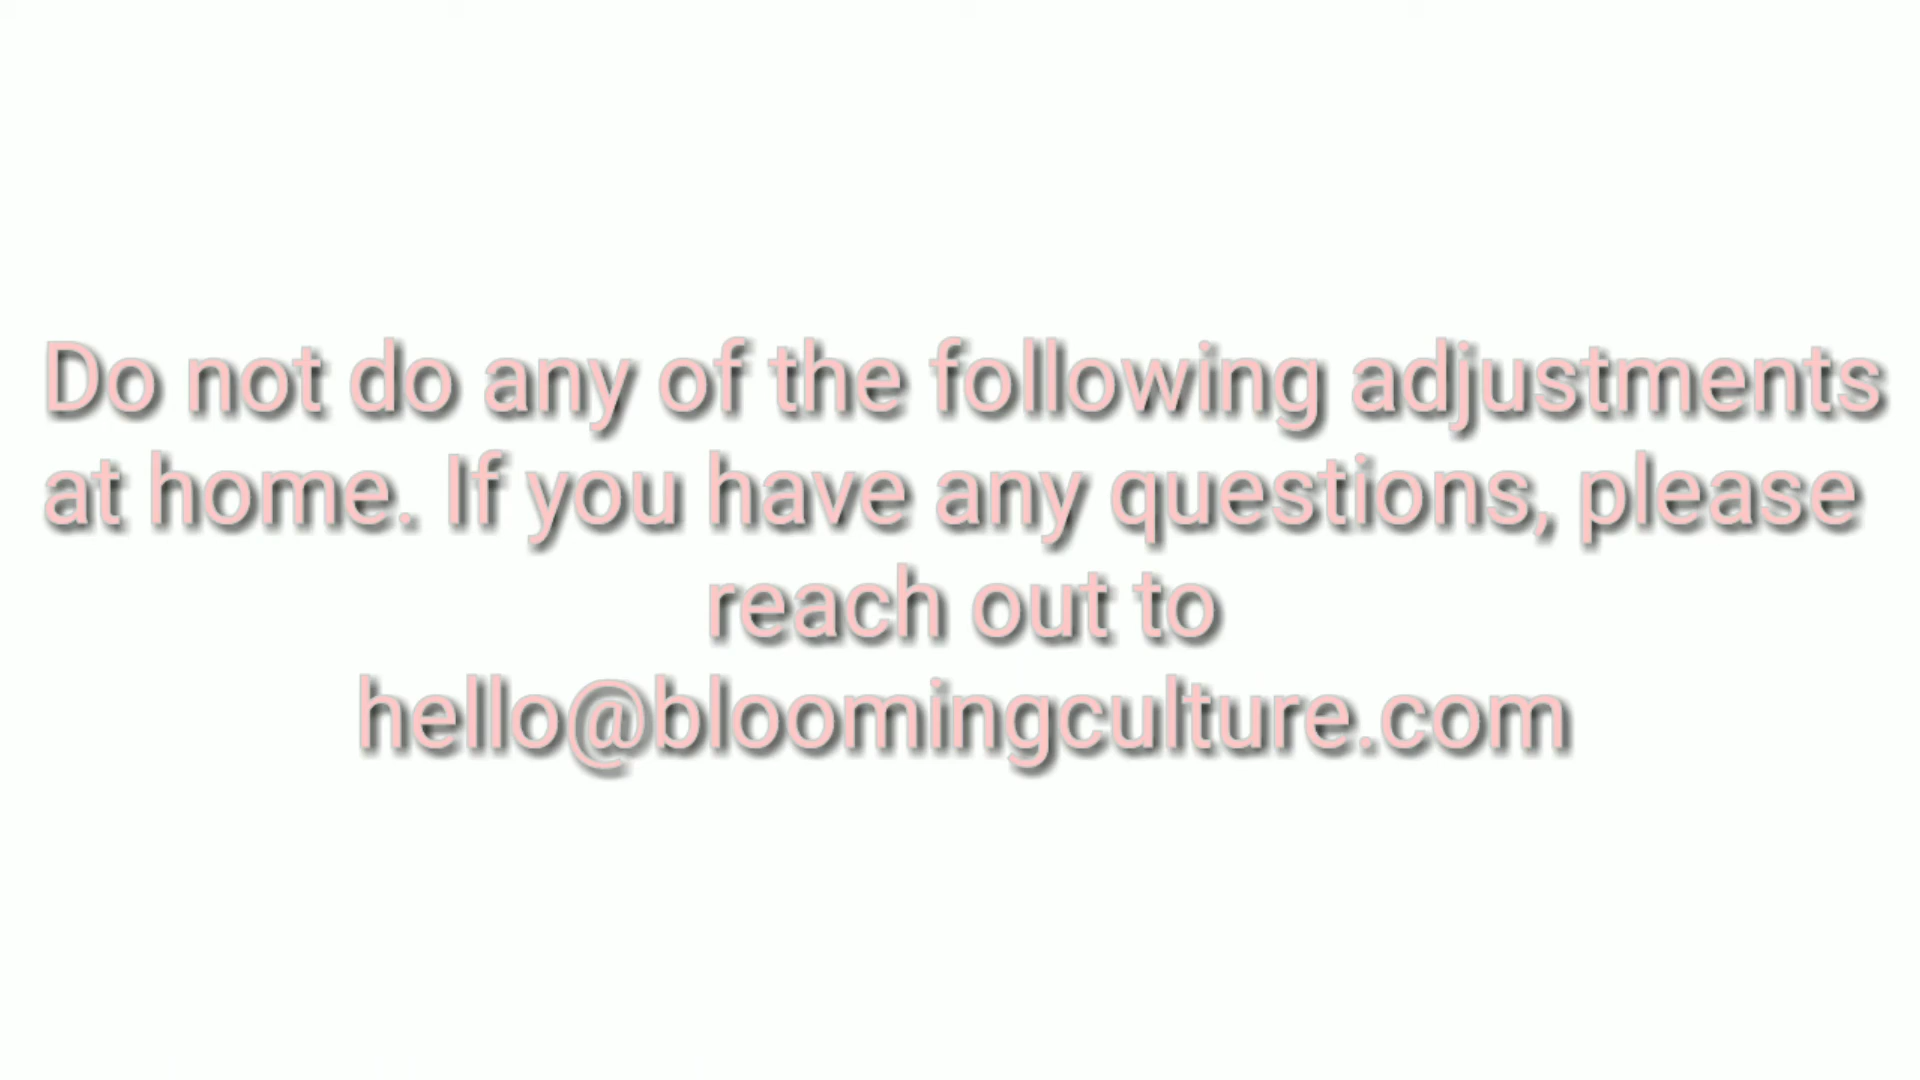 Do not do any of the following adjustments
at home. If you have any questions, please
reach out to
hello@bloomingculture.com